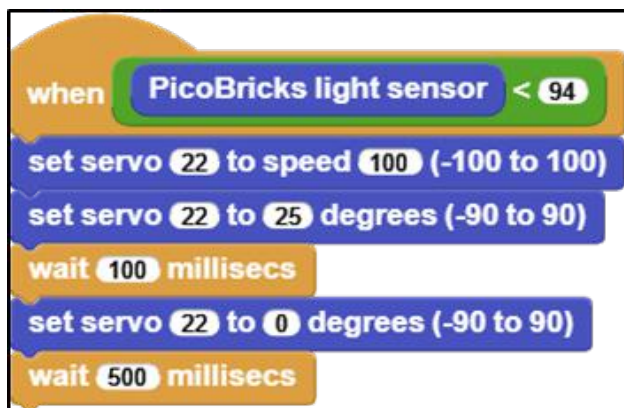 when PicoBricks light sensor < 94
set servo 22 to speed 100 (-100 to 100)
set servo 22 to 25 degrees (-90 to 90)
wait 100 millisecs
set servo 22 to 0 degrees (-90 to 90)
wait 500 millisecs